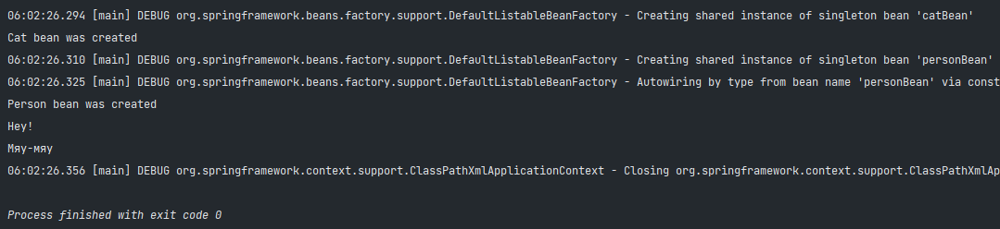 06:02:26.294 [main] DEBUG org.springframework.beans.factory.support.DefaultListableBeanFactory - Creating shared instance of singleton bean 'catBean'
Cat bean was created
06:02:26.310 [main] DEBUG org.springframework.beans.factory.support.DefaultListableBeanFactory - Creating shared instance of singleton bean 'personBean'
06:02:26.325 [main] DEBUG org.springframework.beans.factory.support.DefaultListableBeanFactory - Autowiring by type from bean name 'personBean' via const
Person bean was created
Hey!
Мяу-мяу
06:02:26.356 [main] DEBUG org.springframework.context.support.ClassPathXmlApplicationContext - Closing org.springframework.context.support.ClassPathXmlAp
Process finished with exit code 0